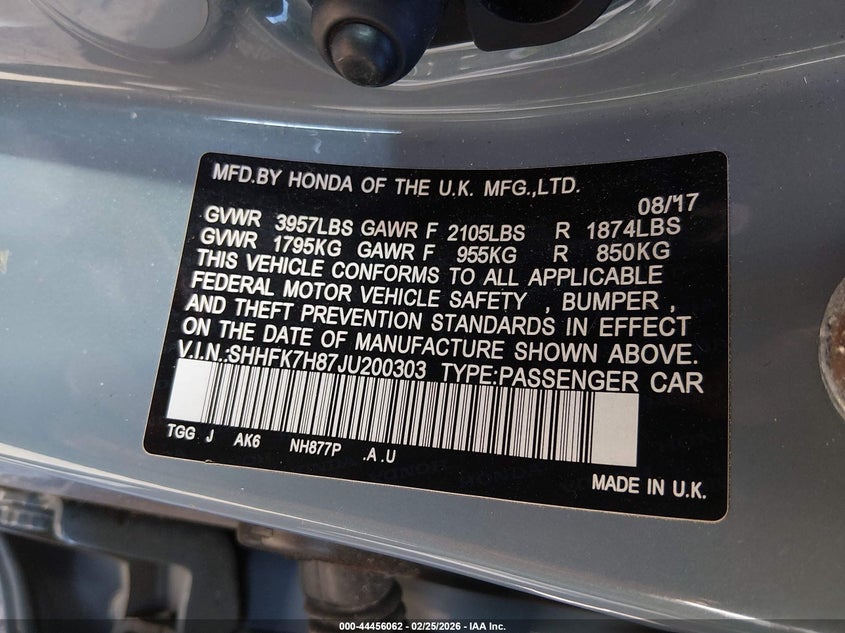 MFD.BY HONDA OF THE U.K. MFG.,LTD.
08/17
GVWR 3957LBS GAWR F 2105LBS R 1874LBS
GVWR 1795KG GAWR F 955KG R 850KG
THIS VEHICLE CONFORMS TO ALL APPLICABLE
FEDERAL MOTOR VEHICLE SAFETY , BUMPER ,
AND THEFT PREVENTION STANDARDS IN EFFECT
ON THE DATE OF MANUFACTURE SHOWN ABOVE.
V.I.N.:SHHFK7H87JU200303 TYPE:PASSENGER CAR
TGG J AK6 NH877P .A .U
HONDA
MADE IN U.K.
000-44456062 - 02/25/2026 - IAA Inc.